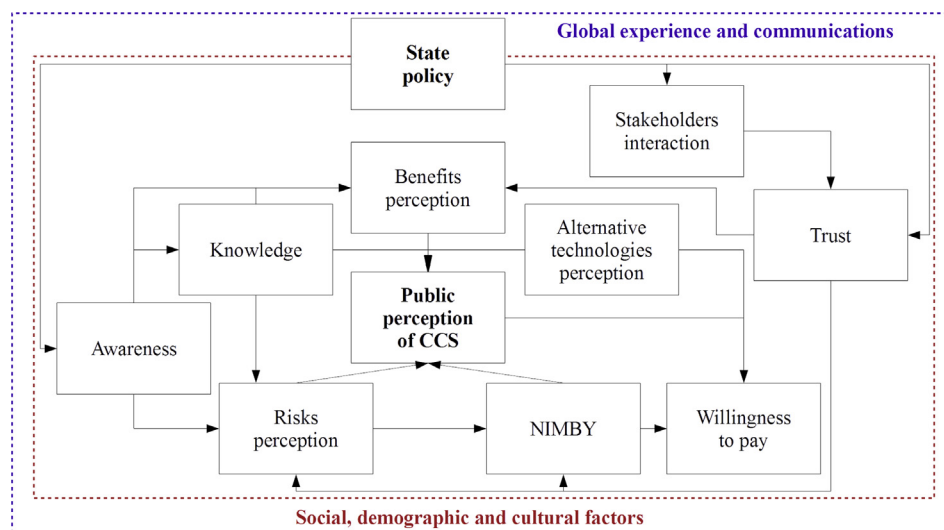 Global experience and communications
State
policy
Stakeholders
interaction
Benefits
perception
Trust
Knowledge
Alternative
technologies
perception
Public
perception
of CCS
Awareness
Risks
perception
NIMBY
Willingness
to pay
Social, demographic and cultural factors